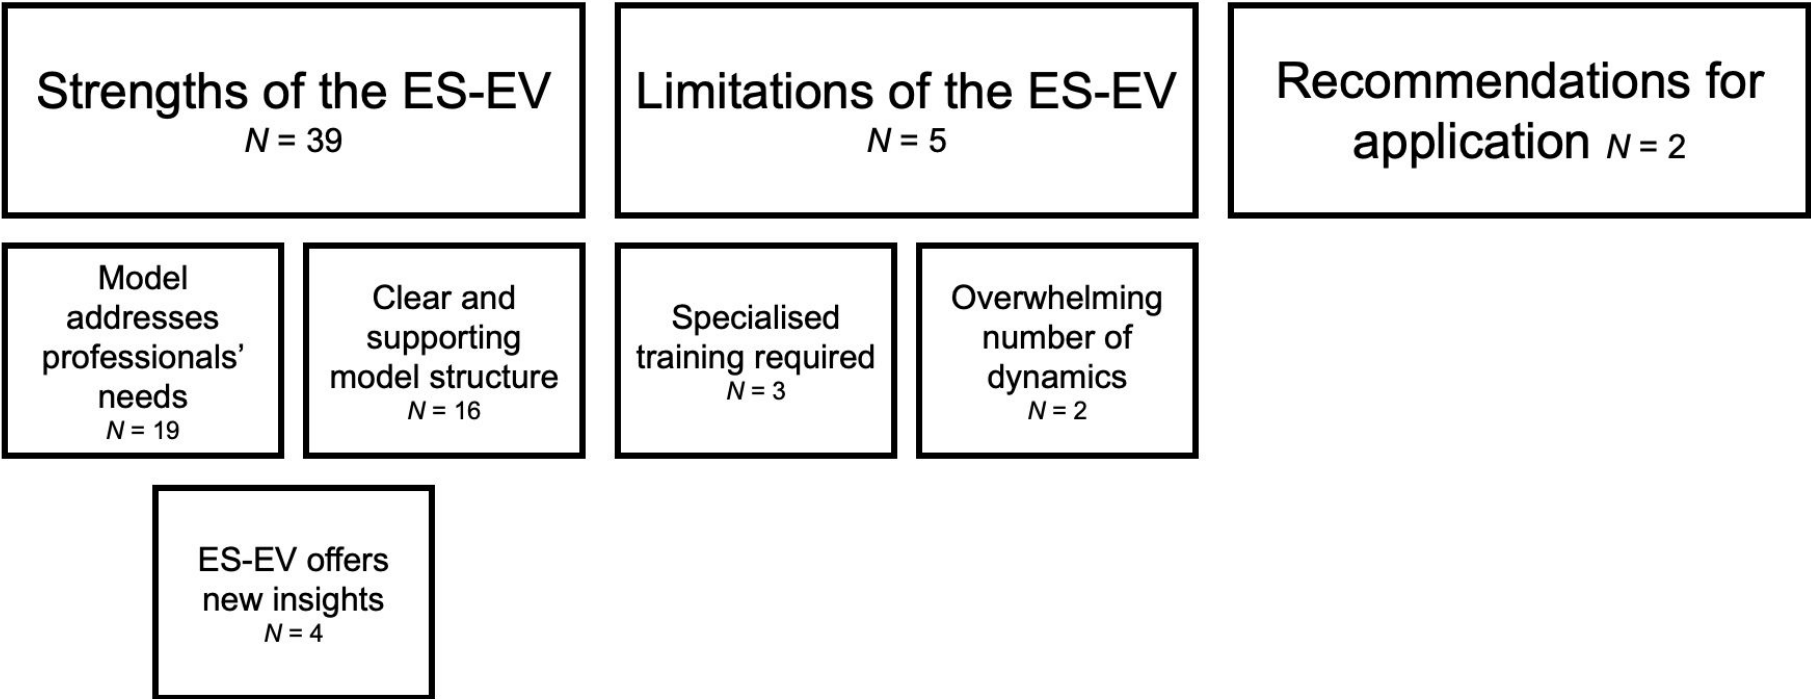 Strengths of the ES-EV
N = 39
Limitations of the ES-EV
N = 5
Recommendations for
application N = 2
Model
addresses
professionals’
needs
N = 19
Clear and
supporting
model structure
N = 16
Specialised
training required
N = 3
Overwhelming
number of
dynamics
N = 2
ES-EV offers
new insights
N = 4